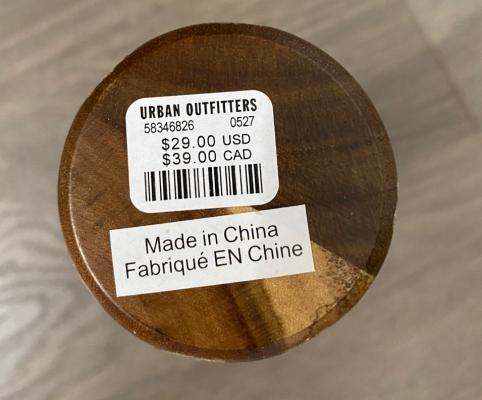 URBAN OUTFITTERS
58346826 0527
$29.00 USD
$39.00 CAD
Made in China
Fabriqué EN Chine